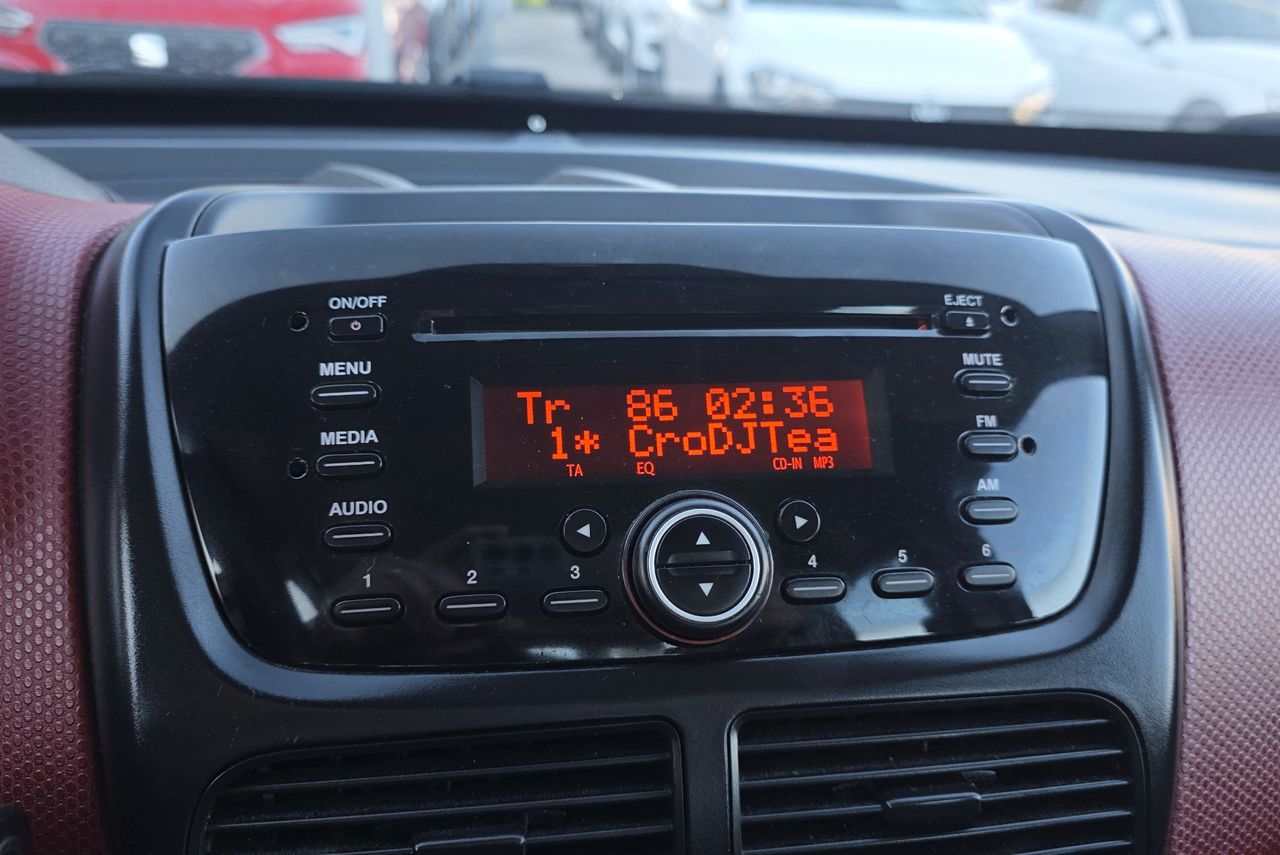 ON/OFF
EJECT
MENU
MUTE
Tr 86 02:36
FM
MEDIA
1* CroDJTea
TA EQ CD-IN MP3
AM
AUDIO
1 2 3 4 5 6